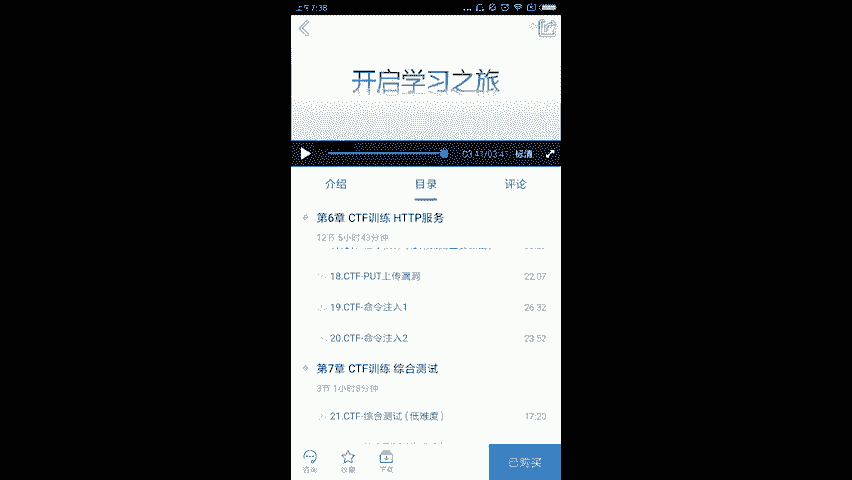 上午7:38
开启学习之旅
03:41/03:41 标清
介绍 目录 评论
第6章 CTF训练 HTTP服务
12节 5小时43分钟
18.CTF-PUT上传漏洞 22:07
19.CTF-命令注入1 26:32
20.CTF-命令注入2 23:52
第7章 CTF训练 综合测试
3节 1小时8分钟
21.CTF-综合测试（低难度） 17:20
咨询 收藏 下载 已购买